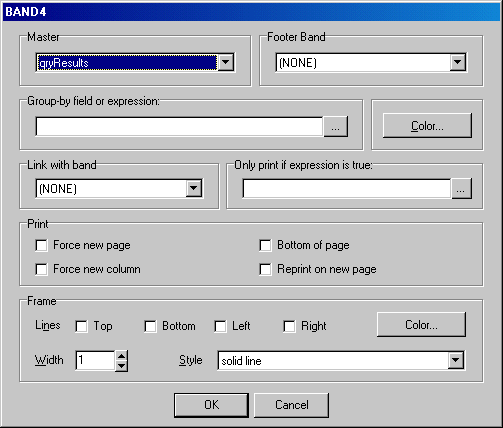 BAND4
Master
qryResults
Footer Band
(NONE)
Group-by field or expression:
...
Color...
Link with band
(NONE)
Only print if expression is true:
...
Print
Force new page
Bottom of page
Force new column
Reprint on new page
Frame
Lines
Top
Bottom
Left
Right
Color...
Width
1
Style
solid line
OK
Cancel